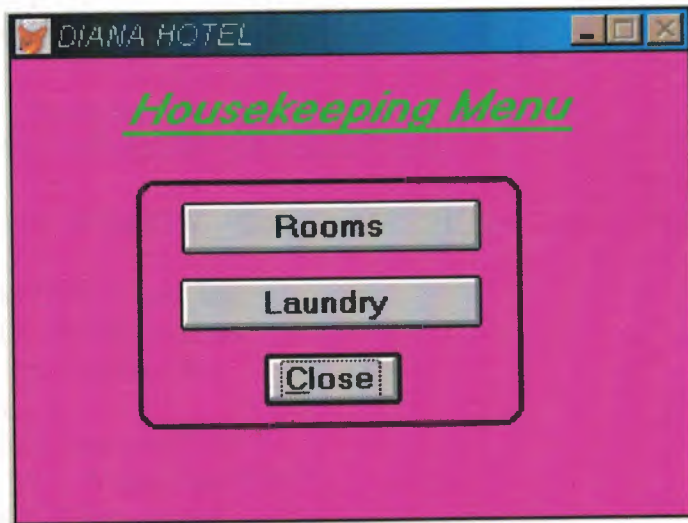 DIANA HOTEL
Housekeeping Menu
Rooms
Laundry
Close